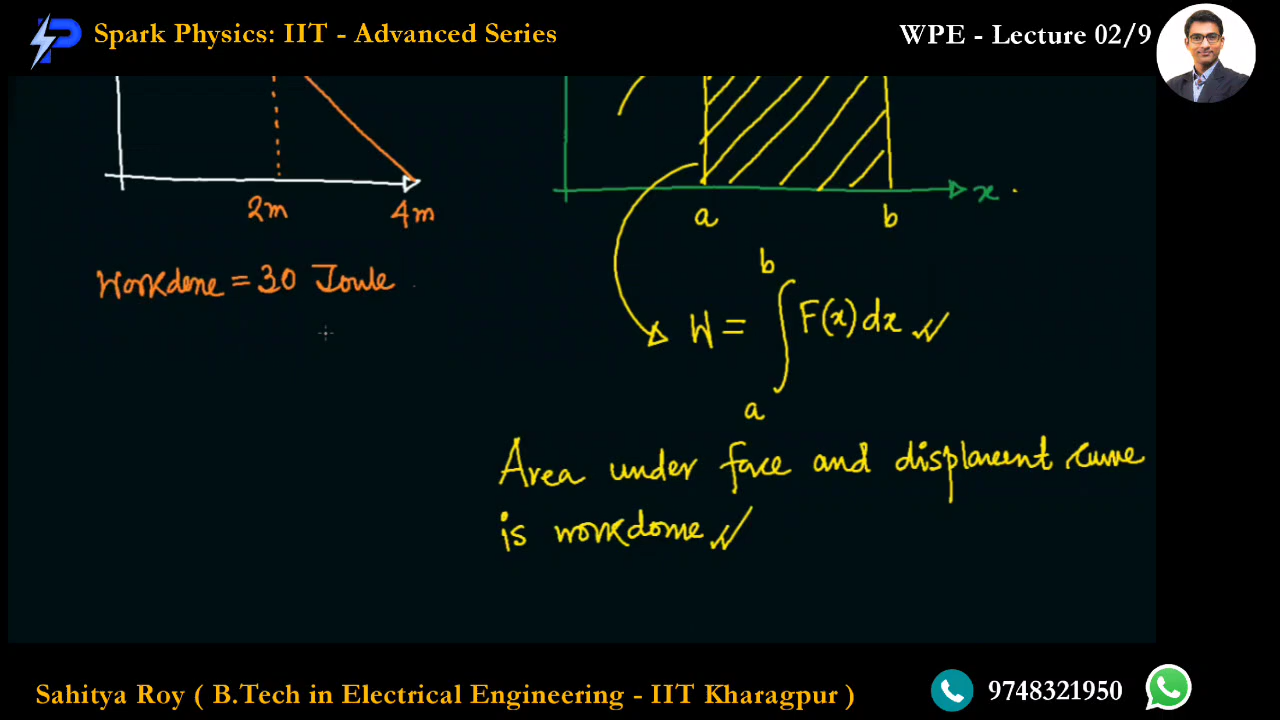 Spark Physics: IIT - Advanced Series
WPE - Lecture 02/9
2m
4m
Workdone = 30 Joule
x
a
b
b
W = ∫ F(x) dx
a
Area under force and displacement curve
is workdone
Sahitya Roy ( B.Tech in Electrical Engineering - IIT Kharagpur )
9748321950